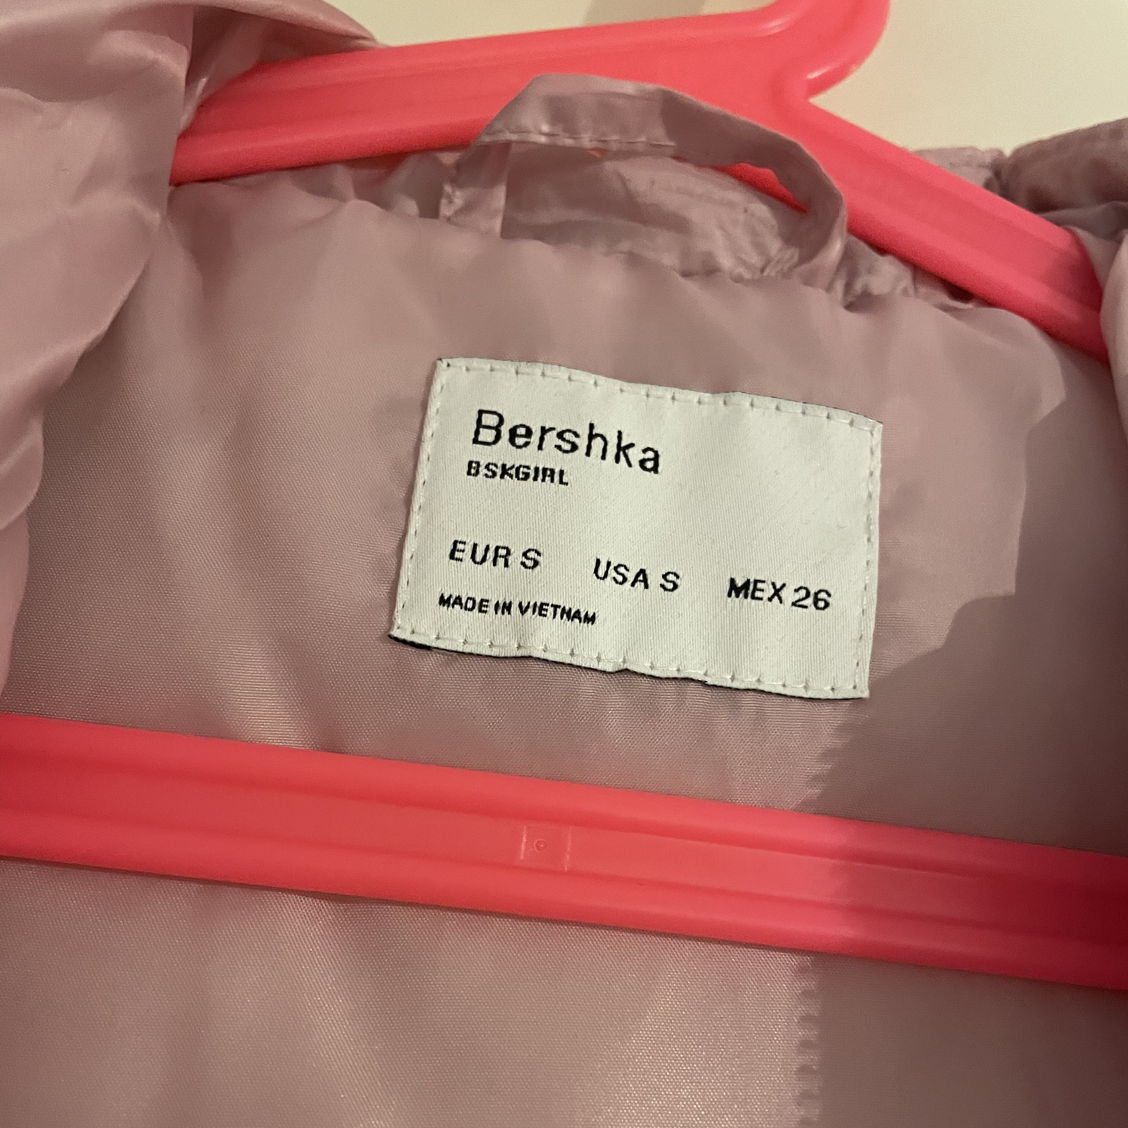 Bershka
BSKGIRL
EUR S USA S MEX 26
MADE IN VIETNAM